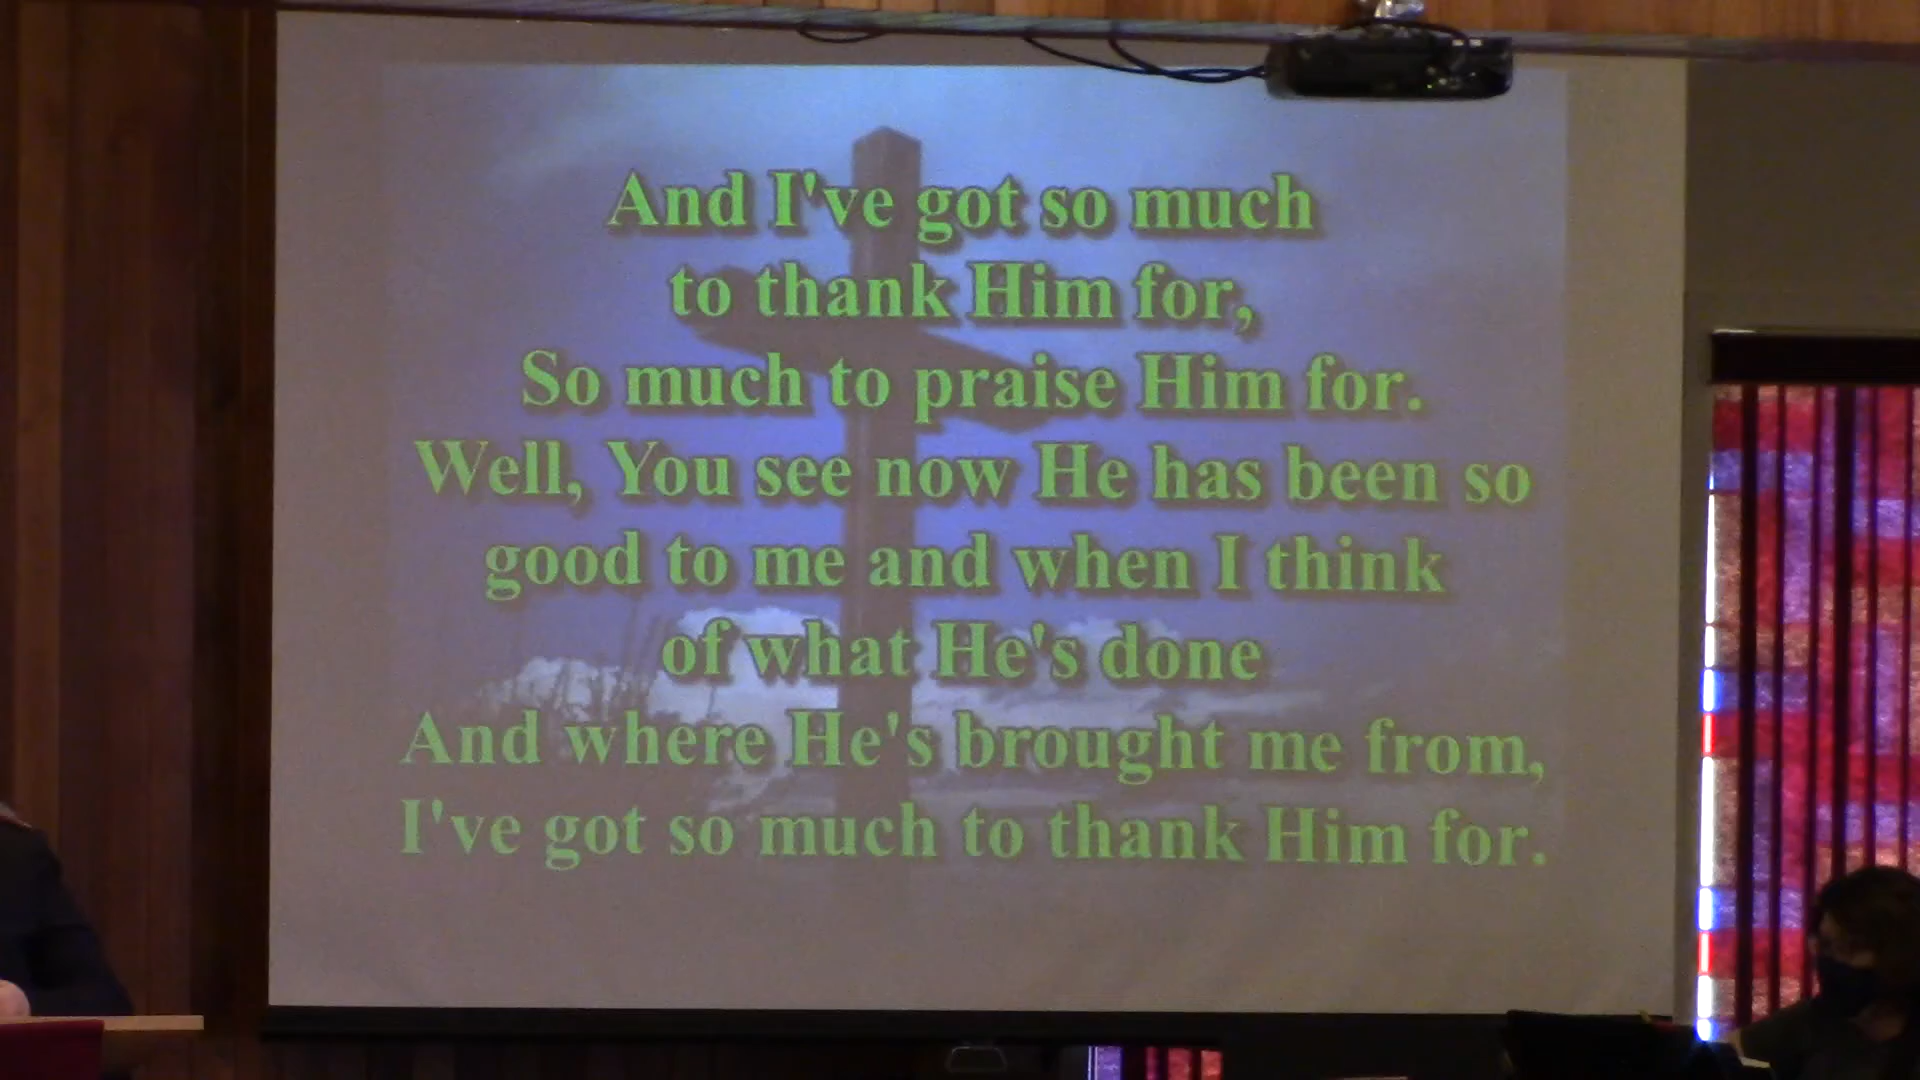 And I've got so much
to thank Him for,
So much to praise Him for.
Well, You see now He has been so
good to me and when I think
of what He's done
And where He's brought me from,
I've got so much to thank Him for.